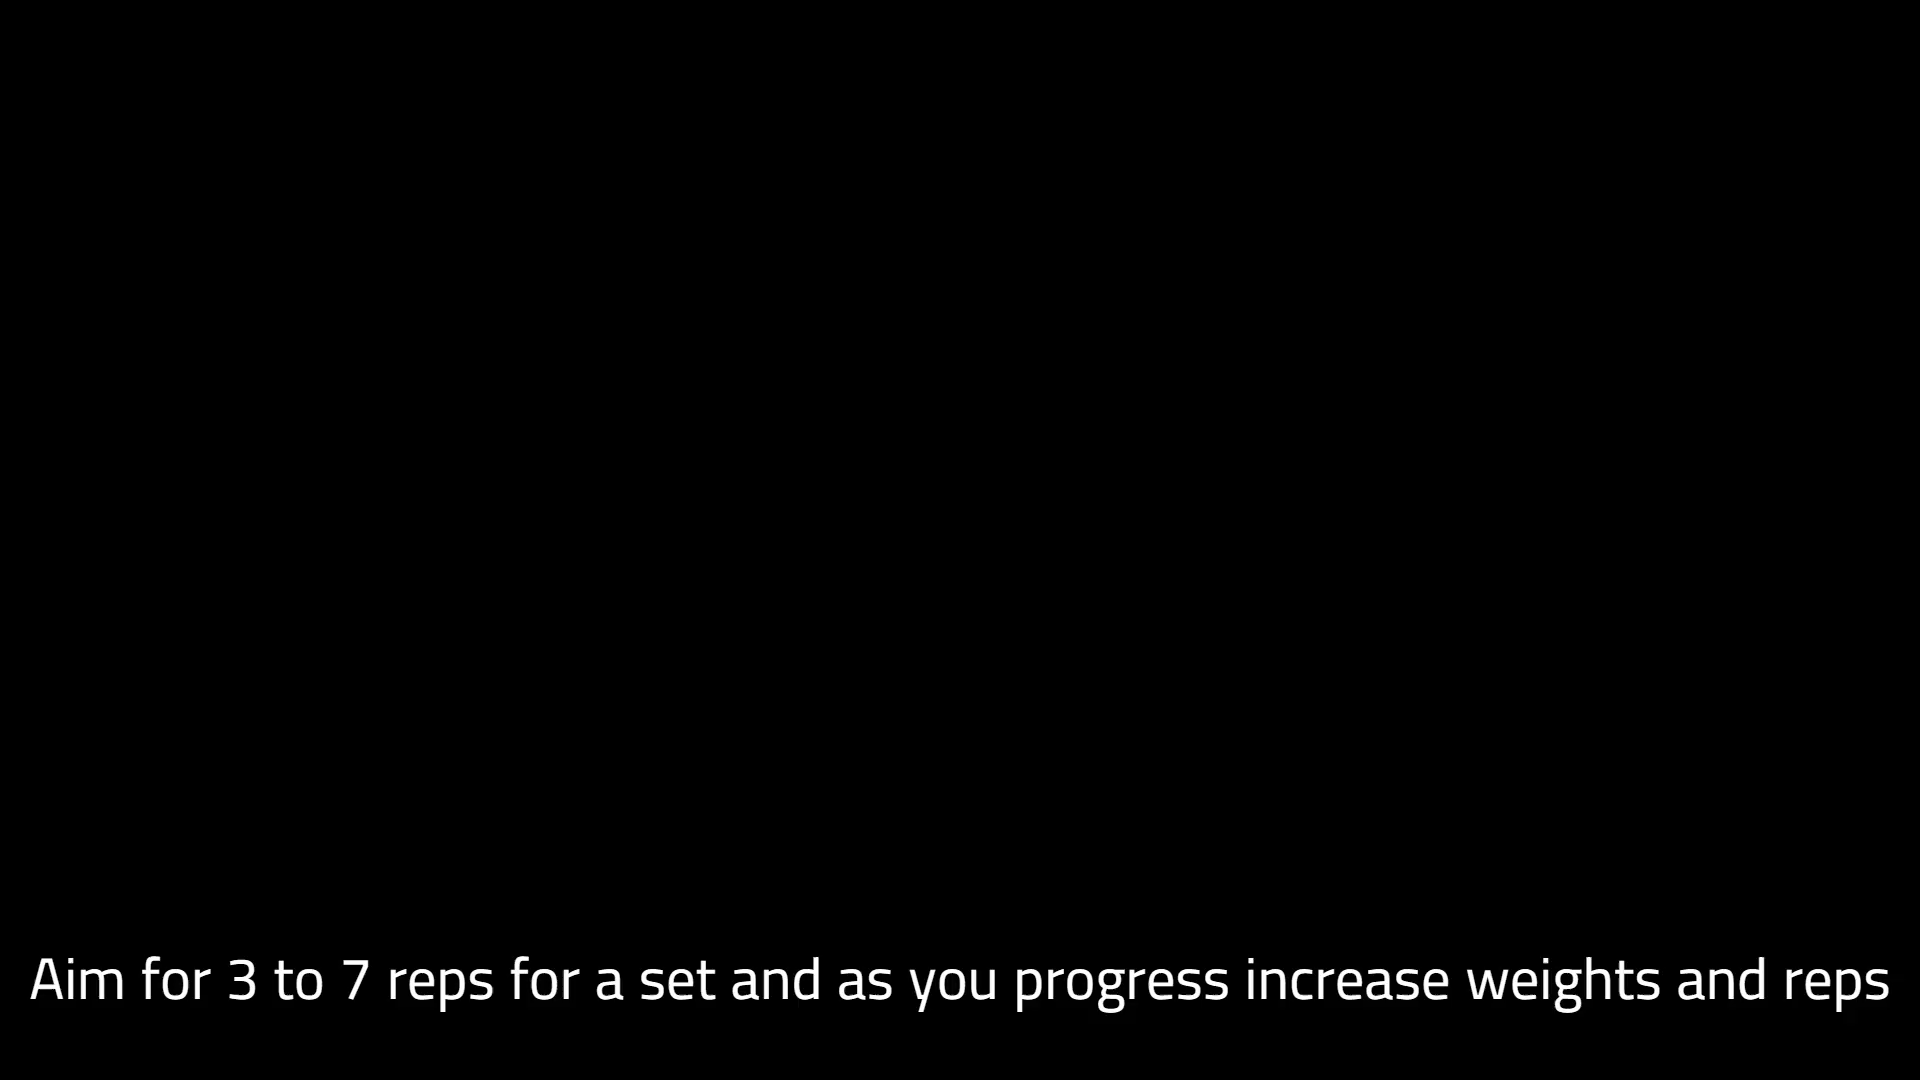 Aim for 3 to 7 reps for a set and as you progress increase weights and reps